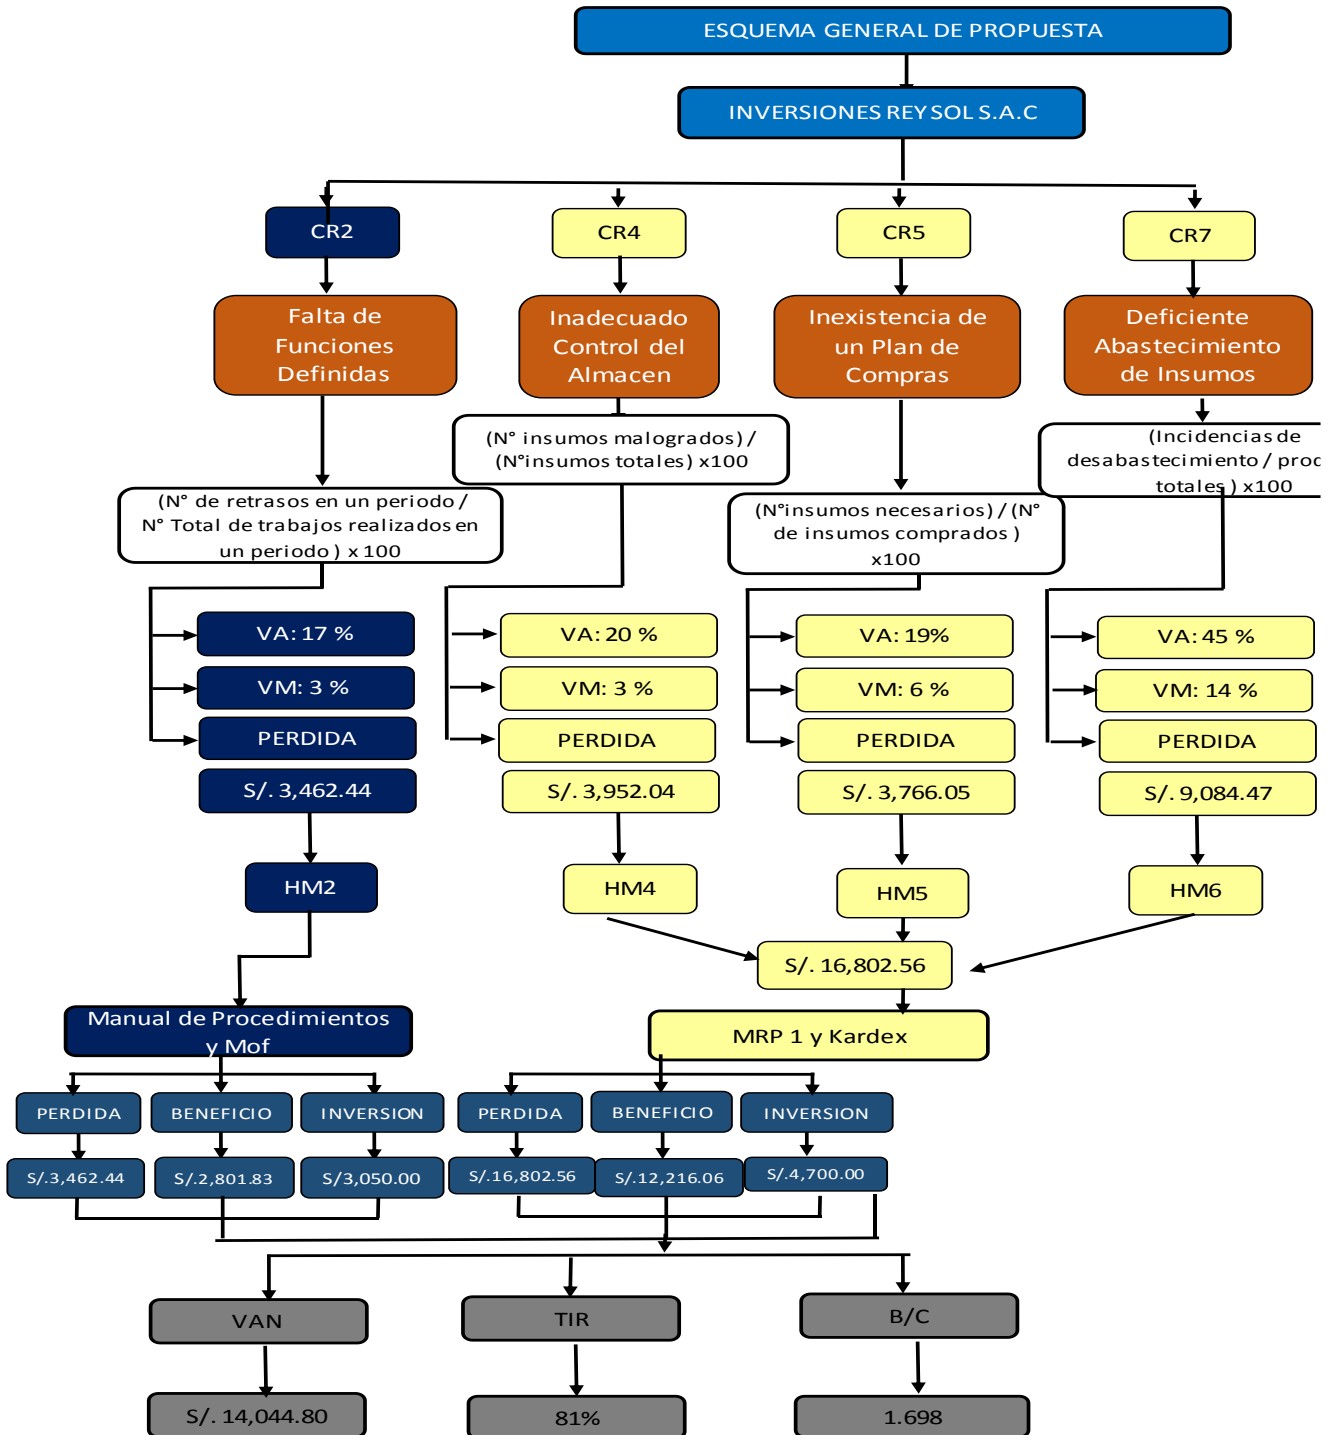 ESQUEMA GENERAL DE PROPUESTA
INVERSIONES REY SOL S.A.C
CR2
CR4
CR5
CR7
Falta de
Funciones
Definidas
Inadecuado
Control del
Almacen
Inexistencia de
un Plan de
Compras
Deficiente
Abastecimiento
de Insumos
(N° de retrasos en un periodo /
N° Total de trabajos realizados en
un periodo ) x 100
(N° insumos malogrados) /
(N°insumos totales) x100
(N°insumos necesarios) / (N°
de insumos comprados )
x100
(Incidencias de
desabastecimiento / prod
totales ) x100
VA: 17 %
VA: 20 %
VA: 19%
VA: 45 %
VM: 3 %
VM: 3 %
VM: 6 %
VM: 14 %
PERDIDA
PERDIDA
PERDIDA
PERDIDA
S/. 3,462.44
S/. 3,952.04
S/. 3,766.05
S/. 9,084.47
HM2
HM4
HM5
HM6
S/. 16,802.56
Manual de Procedimientos
y Mof
MRP 1 y Kardex
PERDIDA
BENEFICIO
INVERSION
PERDIDA
BENEFICIO
INVERSION
S/.3,462.44
S/.2,801.83
S/3,050.00
S/.16,802.56
S/.12,216.06
S/.4,700.00
VAN
TIR
B/C
S/. 14,044.80
81%
1.698